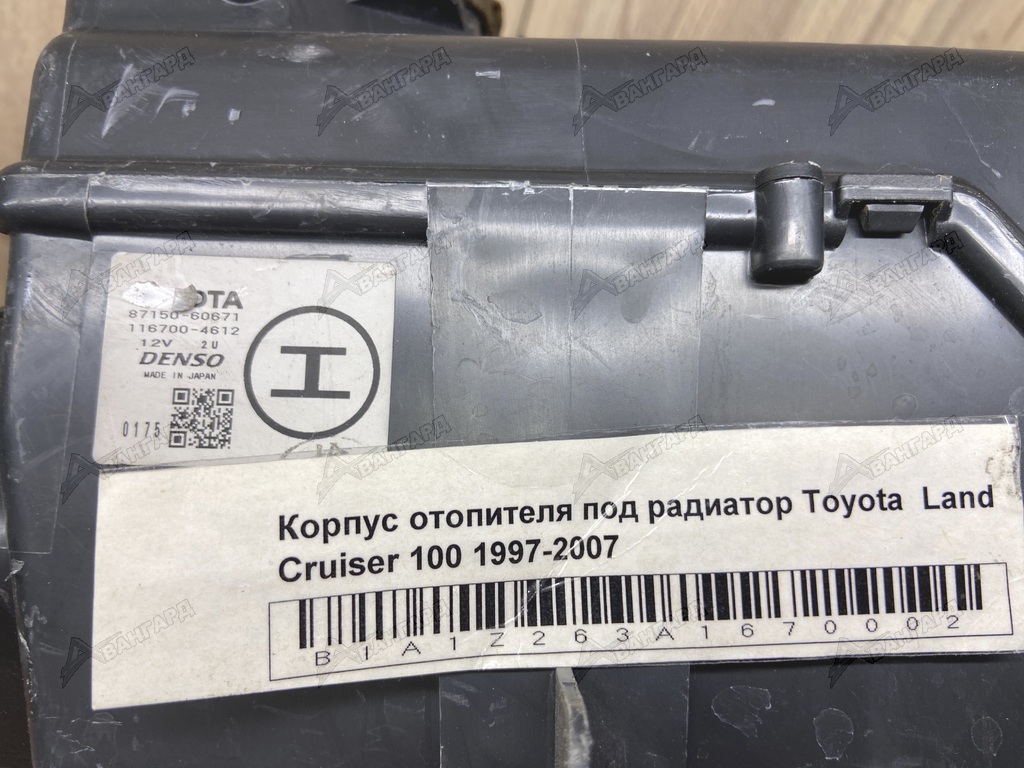 TOYOTA
87150-60671
116700-4612
12V 2U
DENSO
MADE IN JAPAN
0175
Корпус отопителя под радиатор Toyota Land
Cruiser 100 1997-2007
B1A1Z263A1670002
АВАНГАРД